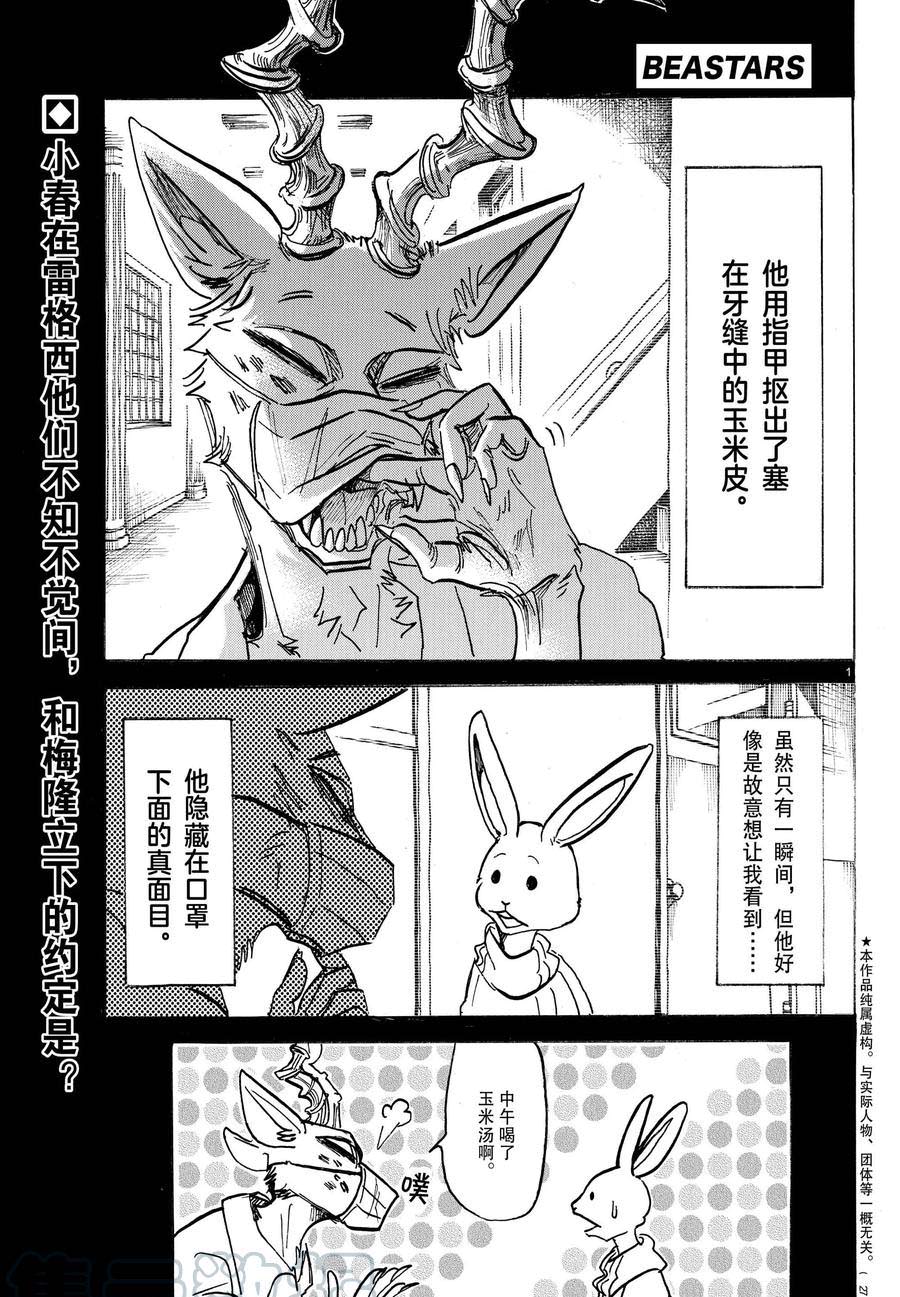 BEASTARS
他用指甲抠出了塞
在牙缝中的玉米皮。
小春在雷格西他们不知不觉间，和梅隆立下的约定是？
1
虽然只有一瞬间，但他好
像是故意想让我看到……
他隐藏在口罩
下面的真面目。
★本作品纯属虚构。与实际人物、团体等一概无关。
中午喝了
玉米汤啊。
噗
( 27